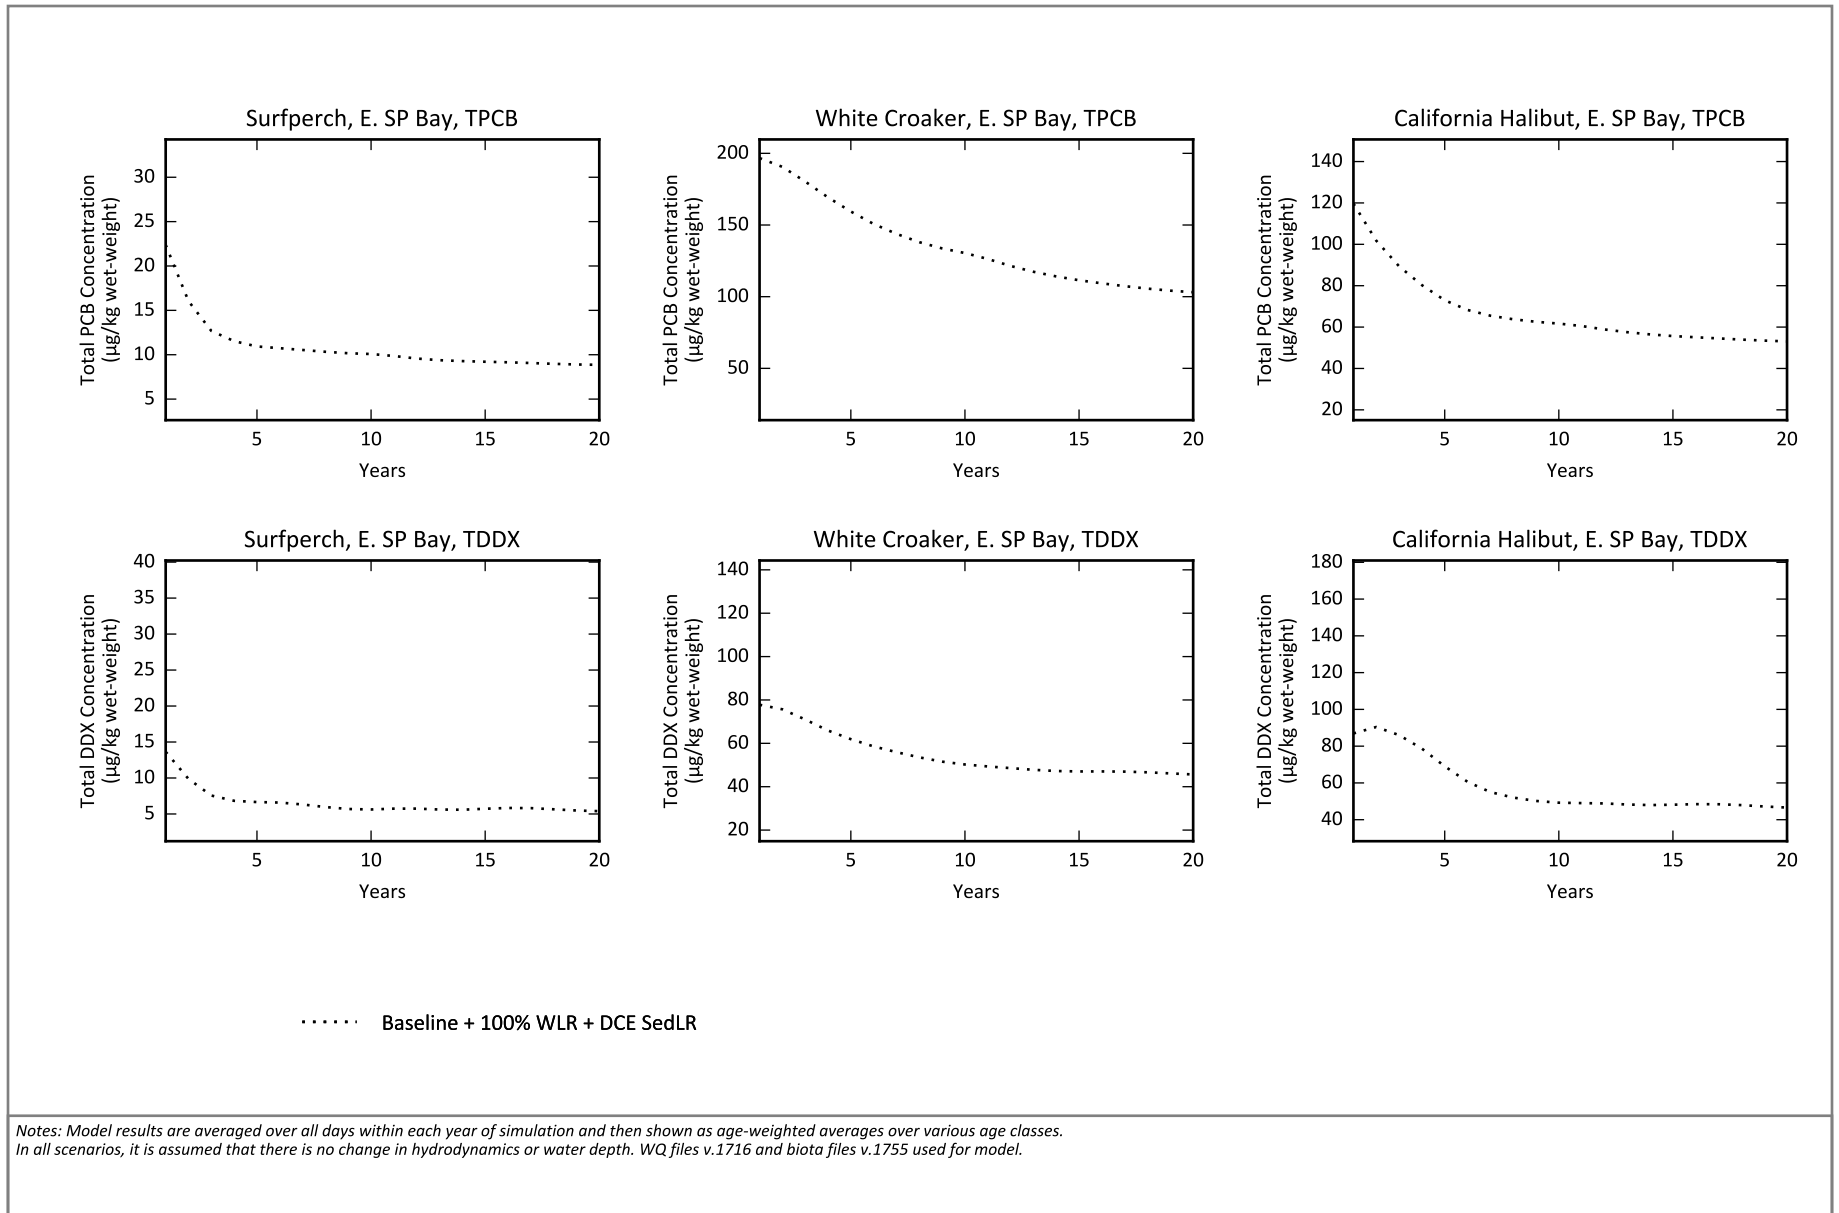 Surfperch, E. SP Bay, TPCB
Total PCB Concentration
(µg/kg wet-weight)
30
25
20
15
10
5
5 10 15 20
Years
White Croaker, E. SP Bay, TPCB
Total PCB Concentration
(µg/kg wet-weight)
200
150
100
50
5 10 15 20
Years
California Halibut, E. SP Bay, TPCB
Total PCB Concentration
(µg/kg wet-weight)
140
120
100
80
60
40
20
5 10 15 20
Years
Surfperch, E. SP Bay, TDDX
Total DDX Concentration
(µg/kg wet-weight)
40
35
30
25
20
15
10
5
5 10 15 20
Years
White Croaker, E. SP Bay, TDDX
Total DDX Concentration
(µg/kg wet-weight)
140
120
100
80
60
40
20
5 10 15 20
Years
California Halibut, E. SP Bay, TDDX
Total DDX Concentration
(µg/kg wet-weight)
180
160
140
120
100
80
60
40
5 10 15 20
Years
Baseline + 100% WLR + DCE SedLR
Notes: Model results are averaged over all days within each year of simulation and then shown as age-weighted averages over various age classes.
In all scenarios, it is assumed that there is no change in hydrodynamics or water depth. WQ files v.1716 and biota files v.1755 used for model.